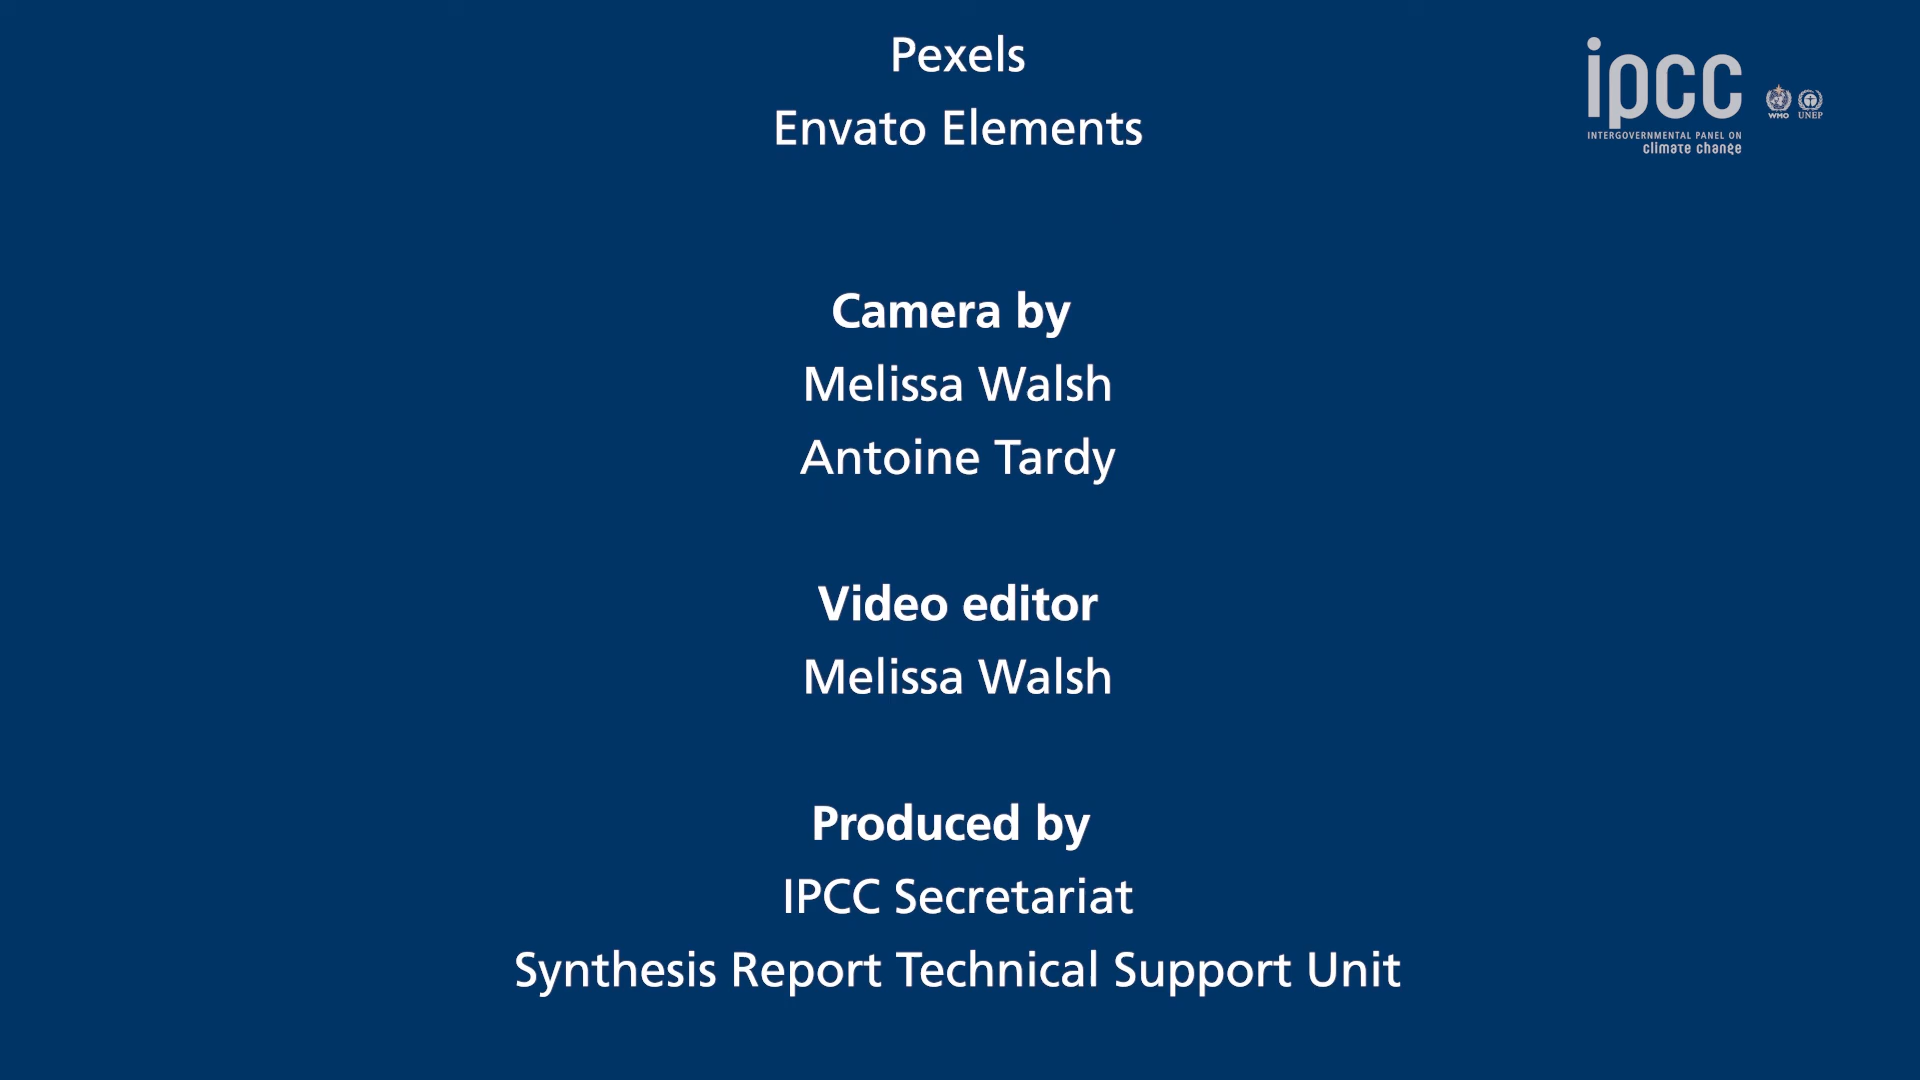 Pexels
Envato Elements
ipcc
INTERGOVERNMENTAL PANEL ON
climate change
WMO
UNEP
Camera by
Melissa Walsh
Antoine Tardy
Video editor
Melissa Walsh
Produced by
IPCC Secretariat
Synthesis Report Technical Support Unit